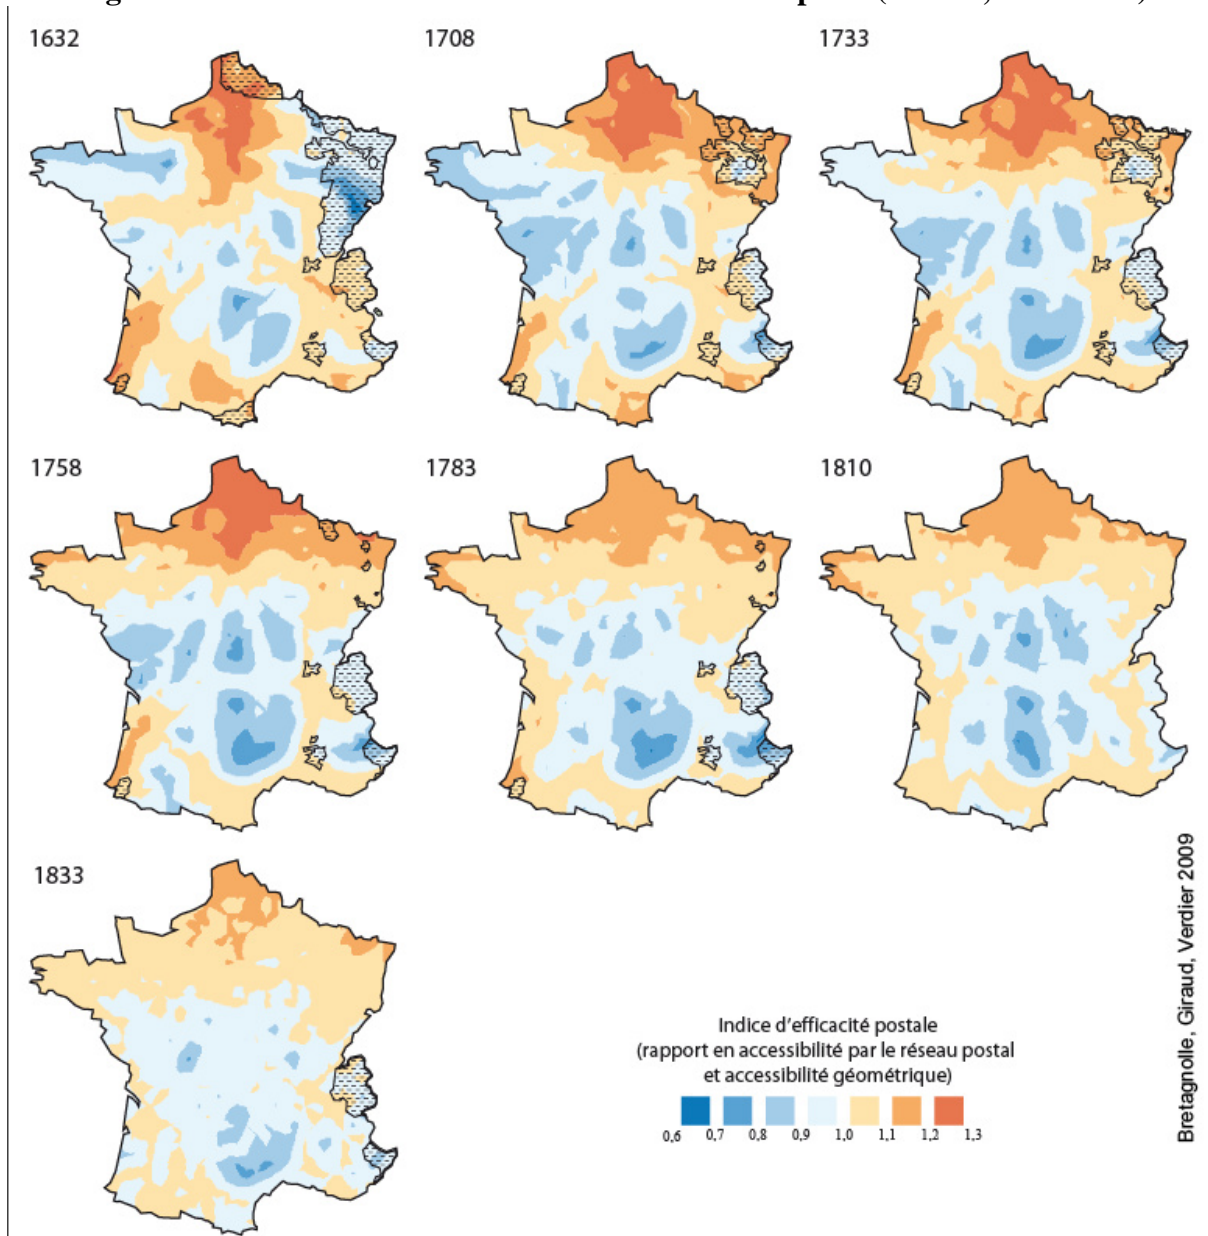 1632
1708
1733
1758
1783
1810
1833
Indice d'efficacité postale
(rapport en accessibilité par le réseau postal
et accessibilité géométrique)
0,6 0,7 0,8 0,9 1,0 1,1 1,2 1,3
Bretagnolle, Giraud, Verdier 2009